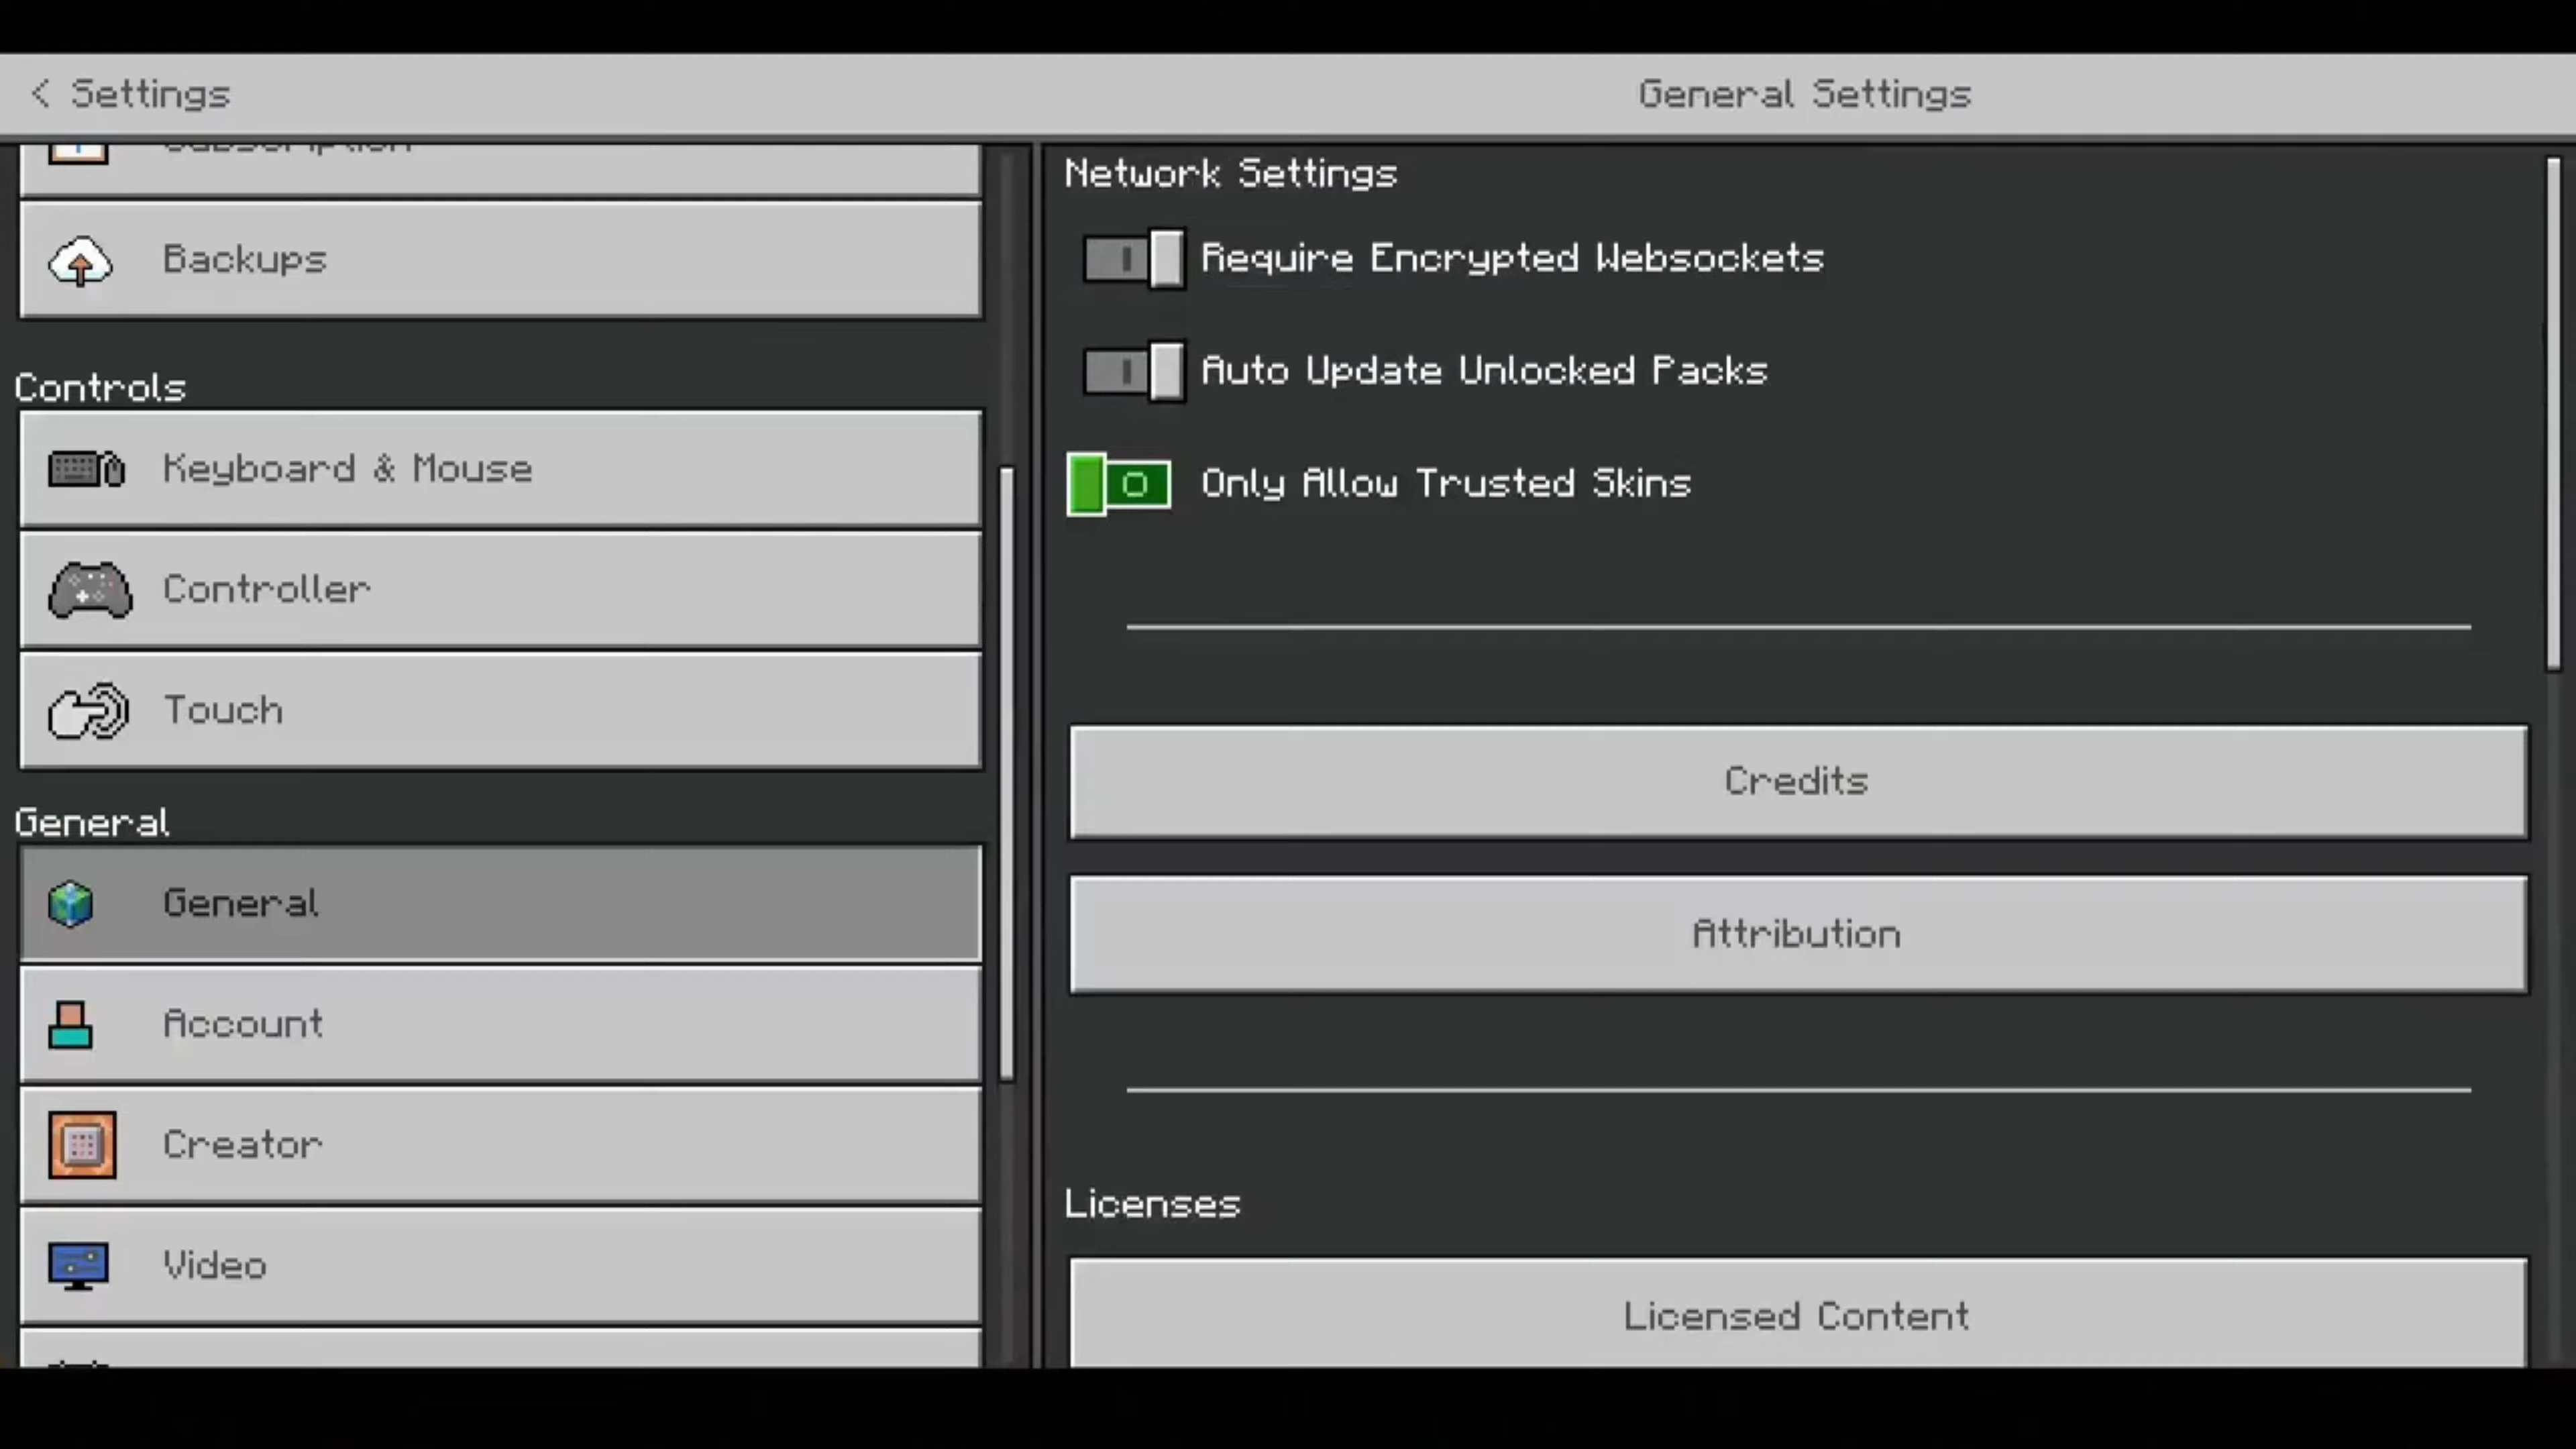 < Settings
General Settings
Backups
Controls
Keyboard & Mouse
Controller
Touch
General
General
Account
Creator
Video
Network Settings
Require Encrypted Websockets
Auto Update Unlocked Packs
Only Allow Trusted Skins
Credits
Attribution
Licenses
Licensed Content